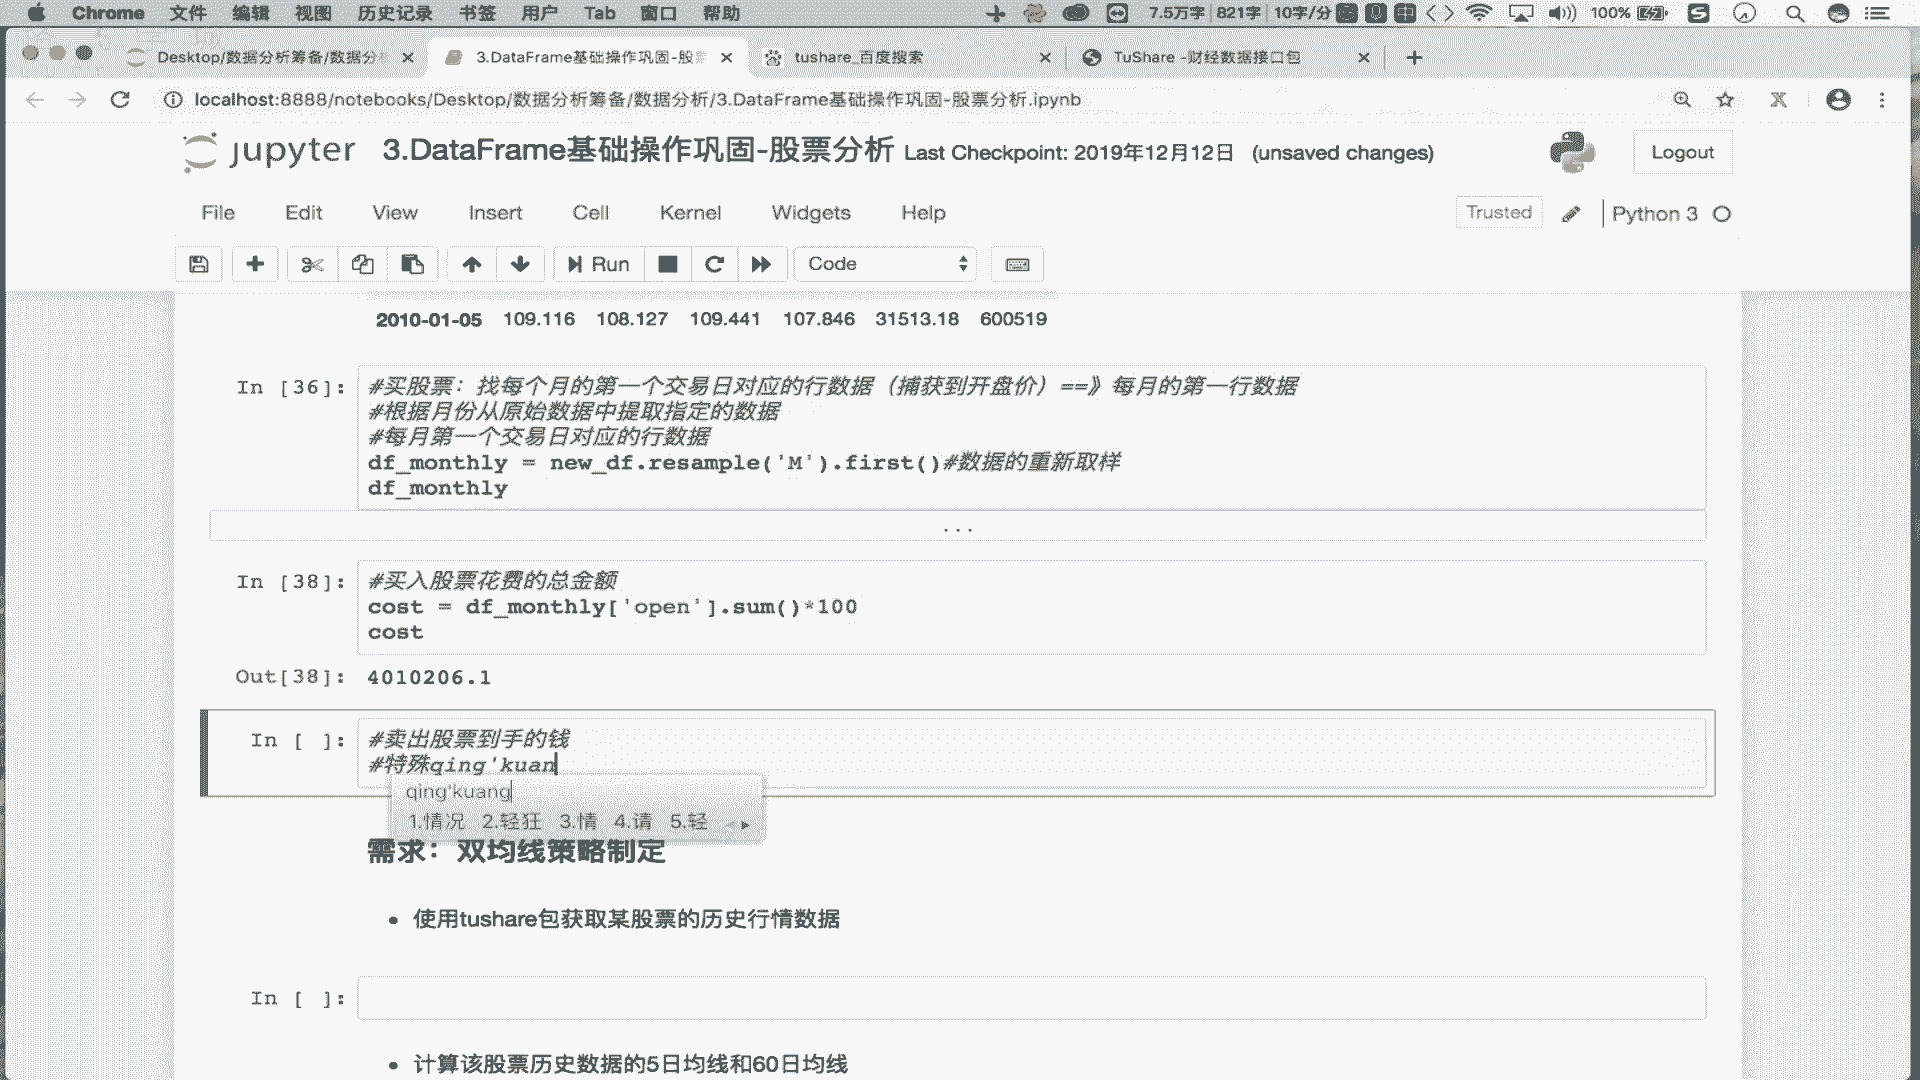 Chrome 文件 编辑 视图 历史记录 书签 用户 Tab 窗口 帮助 7.5万字 821字 10字/分 100%
Desktop/数据分析筹备/数据分析 3.DataFrame基础操作巩固-股票 tushare_百度搜索 TuShare -财经数据接口包
localhost:8888/notebooks/Desktop/数据分析筹备/数据分析/3.DataFrame基础操作巩固-股票分析.ipynb
jupyter 3.DataFrame基础操作巩固-股票分析 Last Checkpoint: 2019年12月12日 (unsaved changes) Logout
File Edit View Insert Cell Kernel Widgets Help Trusted Python 3
Run Code
2010-01-05 109.116 108.127 109.441 107.846 31513.18 600519
In [36]: #买股票：找每个月的第一个交易日对应的行数据（捕获到开盘价）==》每月的第一行数据
#根据月份从原始数据中提取指定的数据
#每月第一个交易日对应的行数据
df_monthly = new_df.resample('M').first()#数据的重新取样
df_monthly
...
In [38]: #买入股票花费的总金额
cost = df_monthly['open'].sum()*100
cost
Out[38]: 4010206.1
In [ ]: #卖出股票到手的钱
#特殊qing'kuan
qing'kuang
1.情况 2.轻狂 3.情 4.请 5.轻
需求：双均线策略制定
• 使用tushare包获取某股票的历史行情数据
In [ ]:
• 计算该股票历史数据的5日均线和60日均线